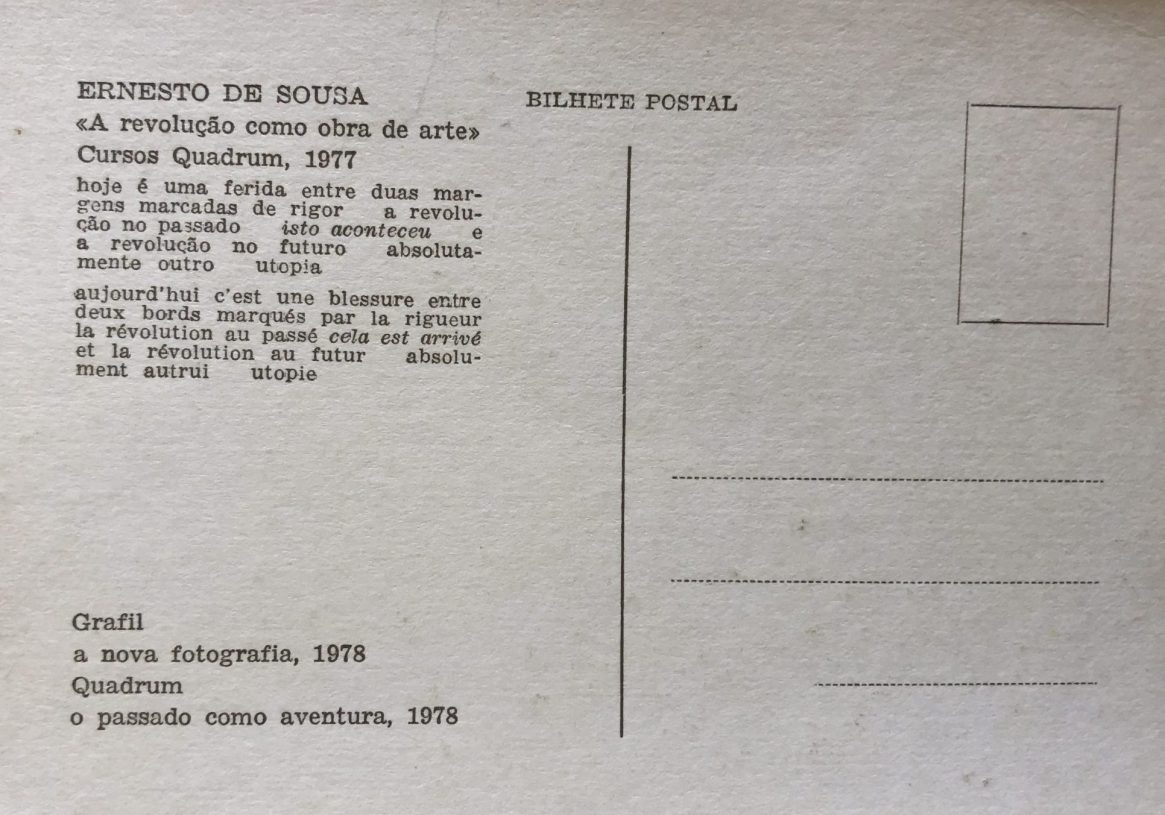 ERNESTO DE SOUSA
«A revolução como obra de arte»
Cursos Quadrum, 1977
hoje é uma ferida entre duas mar-
gens marcadas de rigor a revolu-
ção no passado isto aconteceu e
a revolução no futuro absoluta-
mente outro utopia
aujourd'hui c'est une blessure entre
deux bords marqués par la rigueur
la révolution au passé cela est arrivé
et la révolution au futur absolu-
ment autrui utopie
Grafil
a nova fotografia, 1978
Quadrum
o passado como aventura, 1978
BILHETE POSTAL